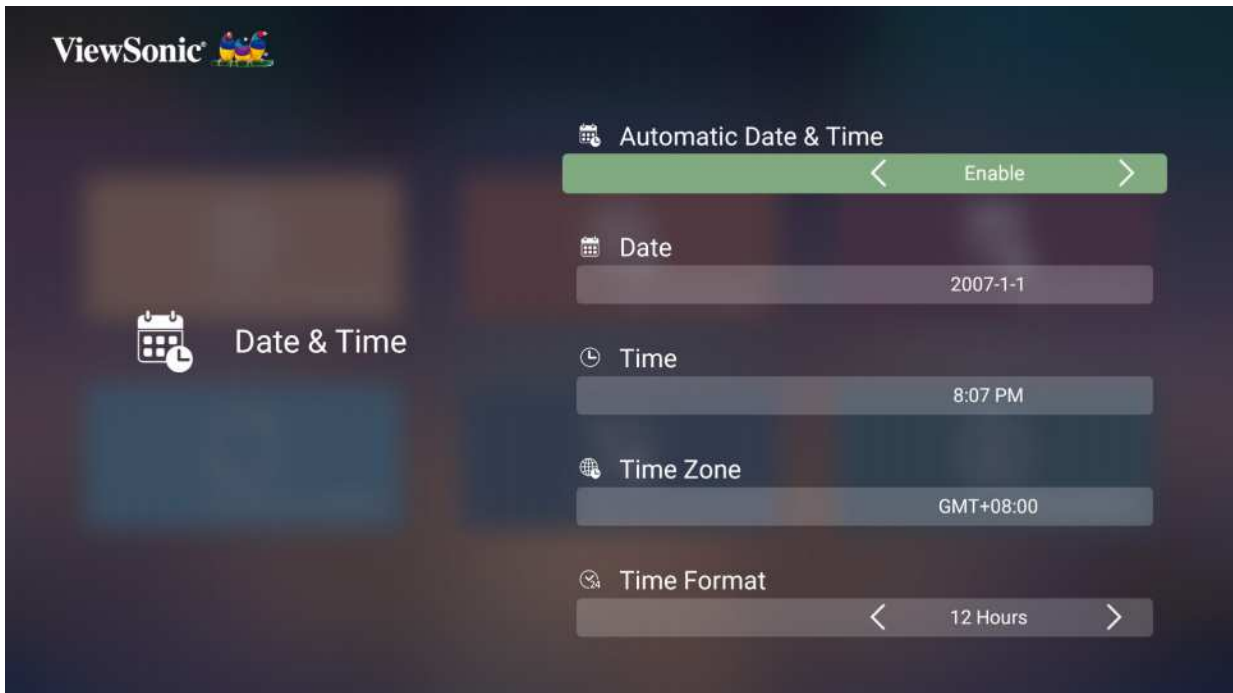 ViewSonic
Automatic Date & Time
Enable
Date
2007-1-1
Date & Time
Time
8:07 PM
Time Zone
GMT+08:00
Time Format
12 Hours